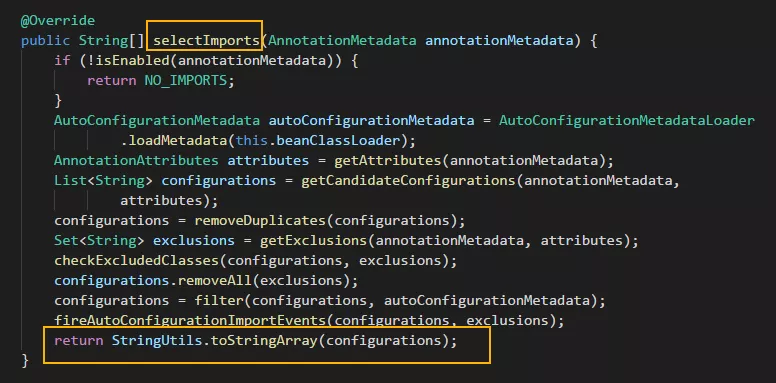 @Override
public String[] selectImports(AnnotationMetadata annotationMetadata) {
if (!isEnabled(annotationMetadata)) {
return NO_IMPORTS;
}
AutoConfigurationMetadata autoConfigurationMetadata = AutoConfigurationMetadataLoader
.loadMetadata(this.beanClassLoader);
AnnotationAttributes attributes = getAttributes(annotationMetadata);
List<String> configurations = getCandidateConfigurations(annotationMetadata,
attributes);
configurations = removeDuplicates(configurations);
Set<String> exclusions = getExclusions(annotationMetadata, attributes);
checkExcludedClasses(configurations, exclusions);
configurations.removeAll(exclusions);
configurations = filter(configurations, autoConfigurationMetadata);
fireAutoConfigurationImportEvents(configurations, exclusions);
return StringUtils.toStringArray(configurations);
}